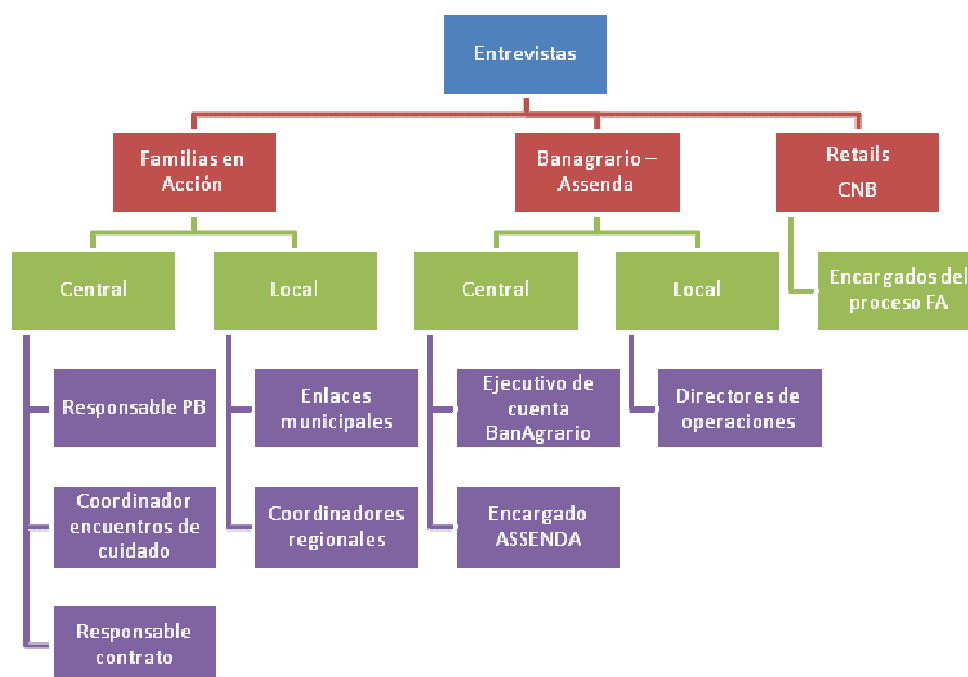 Entrevistas
Familias en
Acción
Banagrario –
Assenda
Retails
CNB
Central
Local
Central
Local
Encargados del
proceso FA
Responsable PB
Enlaces
municipales
Ejecutivo de
cuenta
BanAgrario
Directores de
operaciones
Coordinador
encuentros de
cuidado
Coordinadores
regionales
Encargado
ASSENDA
Responsable
contrato